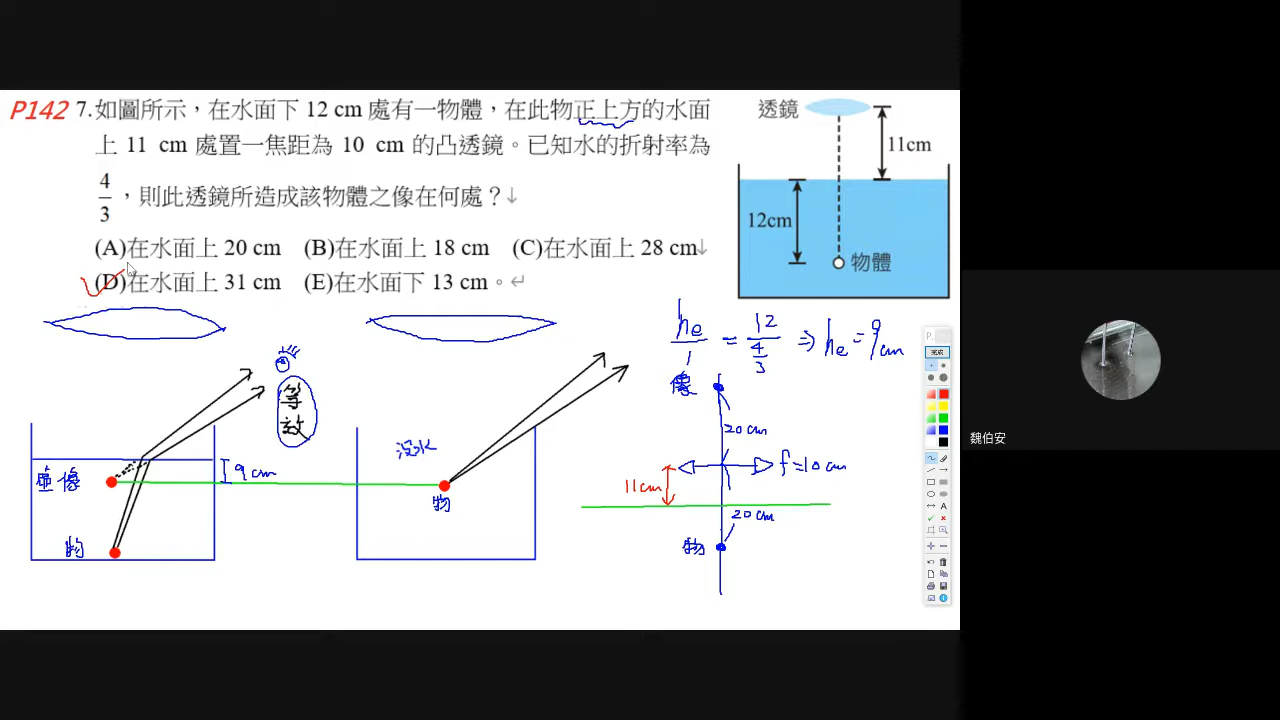 P142 7.如圖所示，在水面下 12 cm 處有一物體，在此物正上方的水面
上 11 cm 處置一焦距為 10 cm 的凸透鏡。已知水的折射率為
4/3，則此透鏡所造成該物體之像在何處？↓
(A)在水面上 20 cm (B)在水面上 18 cm (C)在水面上 28 cm↓
(D)在水面上 31 cm (E)在水面下 13 cm。↵
透鏡
11cm
12cm
物體
he/1 = 12/(4/3) ⇒ he=9cm
等效
虛像
9cm
物
沒水
物
像
20cm
f=10cm
11cm
20cm
物
完成
A
魏伯安